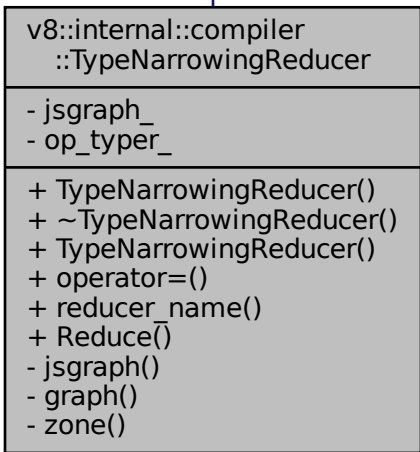 v8::internal::compiler
::TypeNarrowingReducer
- jsgraph_
- op_typer_
+ TypeNarrowingReducer()
+ ~TypeNarrowingReducer()
+ TypeNarrowingReducer()
+ operator=()
+ reducer_name()
+ Reduce()
- jsgraph()
- graph()
- zone()